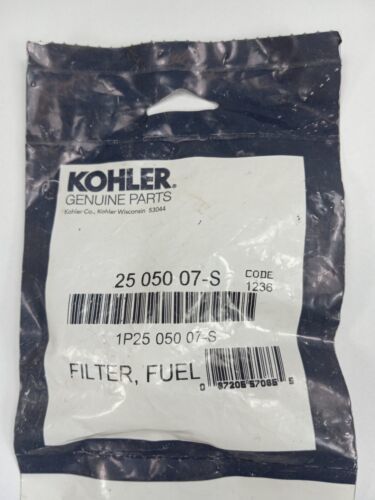 KOHLER®
GENUINE PARTS
Kohler Co., Kohler Wisconsin 53044
25 050 07-S CODE
1236
1P25 050 07-S
FILTER, FUEL